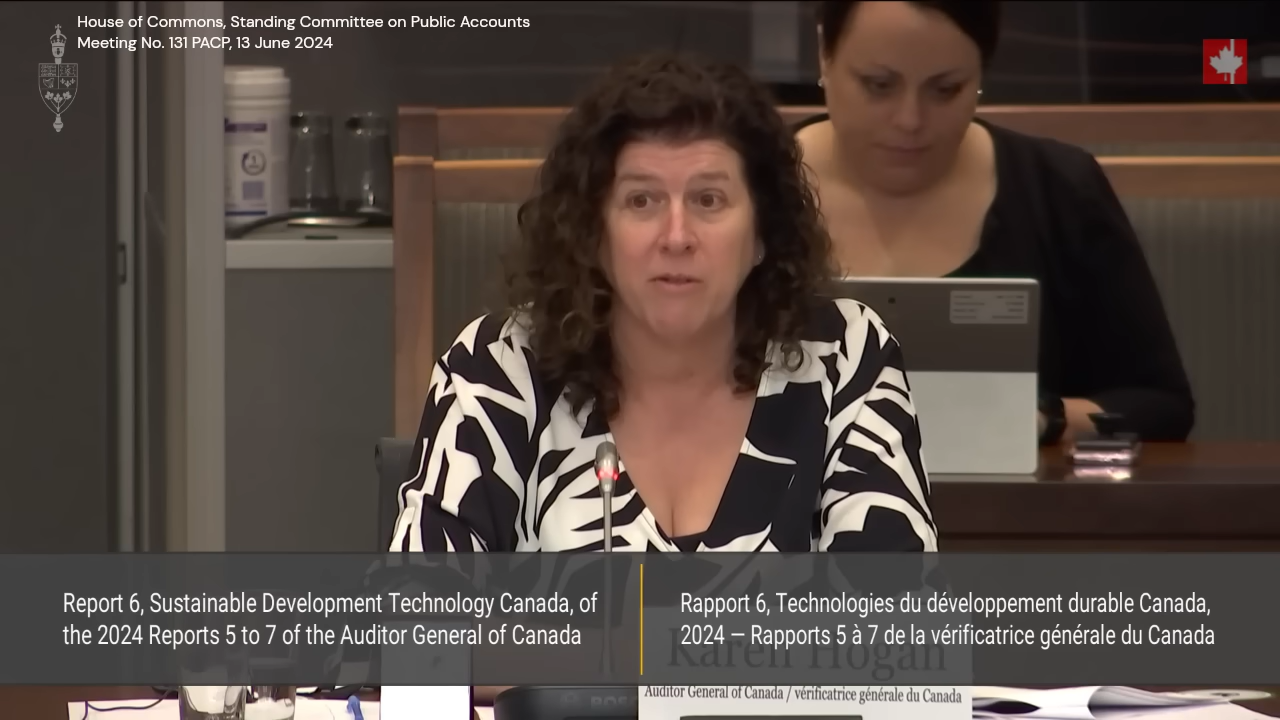 House of Commons, Standing Committee on Public Accounts
Meeting No. 131 PACP, 13 June 2024
Report 6, Sustainable Development Technology Canada, of
the 2024 Reports 5 to 7 of the Auditor General of Canada
Rapport 6, Technologies du développement durable Canada,
2024 – Rapports 5 à 7 de la vérificatrice générale du Canada
Karen Hogan
Auditor General of Canada / vérificatrice générale du Canada